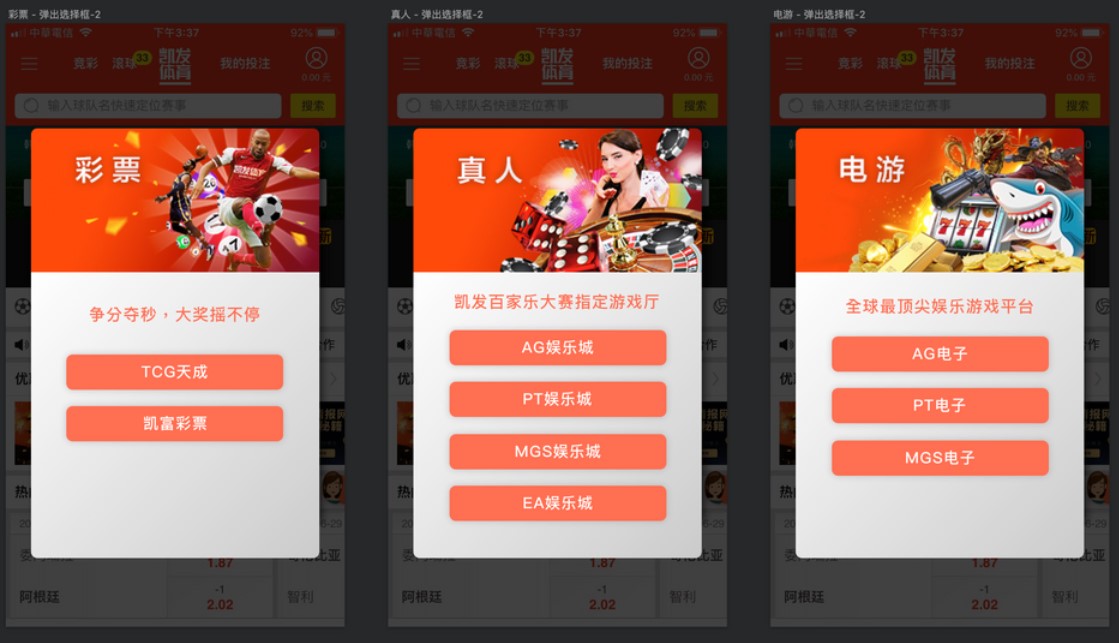 彩票 - 弹出选择框-2
中華電信
下午3:37
92%
竞彩
滚球
33
凯发
体育
我的投注
0.00 元
输入球队名快速定位赛事
搜索
彩票
凯发体育
争分夺秒，大奖摇不停
TCG天成
凯富彩票
优
热
1.87
阿根廷
-1
2.02
智利
真人 - 弹出选择框-2
中華電信
下午3:37
92%
竞彩
滚球
33
凯发
体育
我的投注
0.00 元
输入球队名快速定位赛事
搜索
真人
凯发百家乐大赛指定游戏厅
AG娱乐城
PT娱乐城
MGS娱乐城
EA娱乐城
优
热
1.87
阿根廷
-1
2.02
智利
电游 - 弹出选择框-2
中華電信
下午3:37
92%
竞彩
滚球
33
凯发
体育
我的投注
0.00 元
输入球队名快速定位赛事
搜索
电游
777
全球最顶尖娱乐游戏平台
AG电子
PT电子
MGS电子
优
热
1.87
阿根廷
-1
2.02
智利